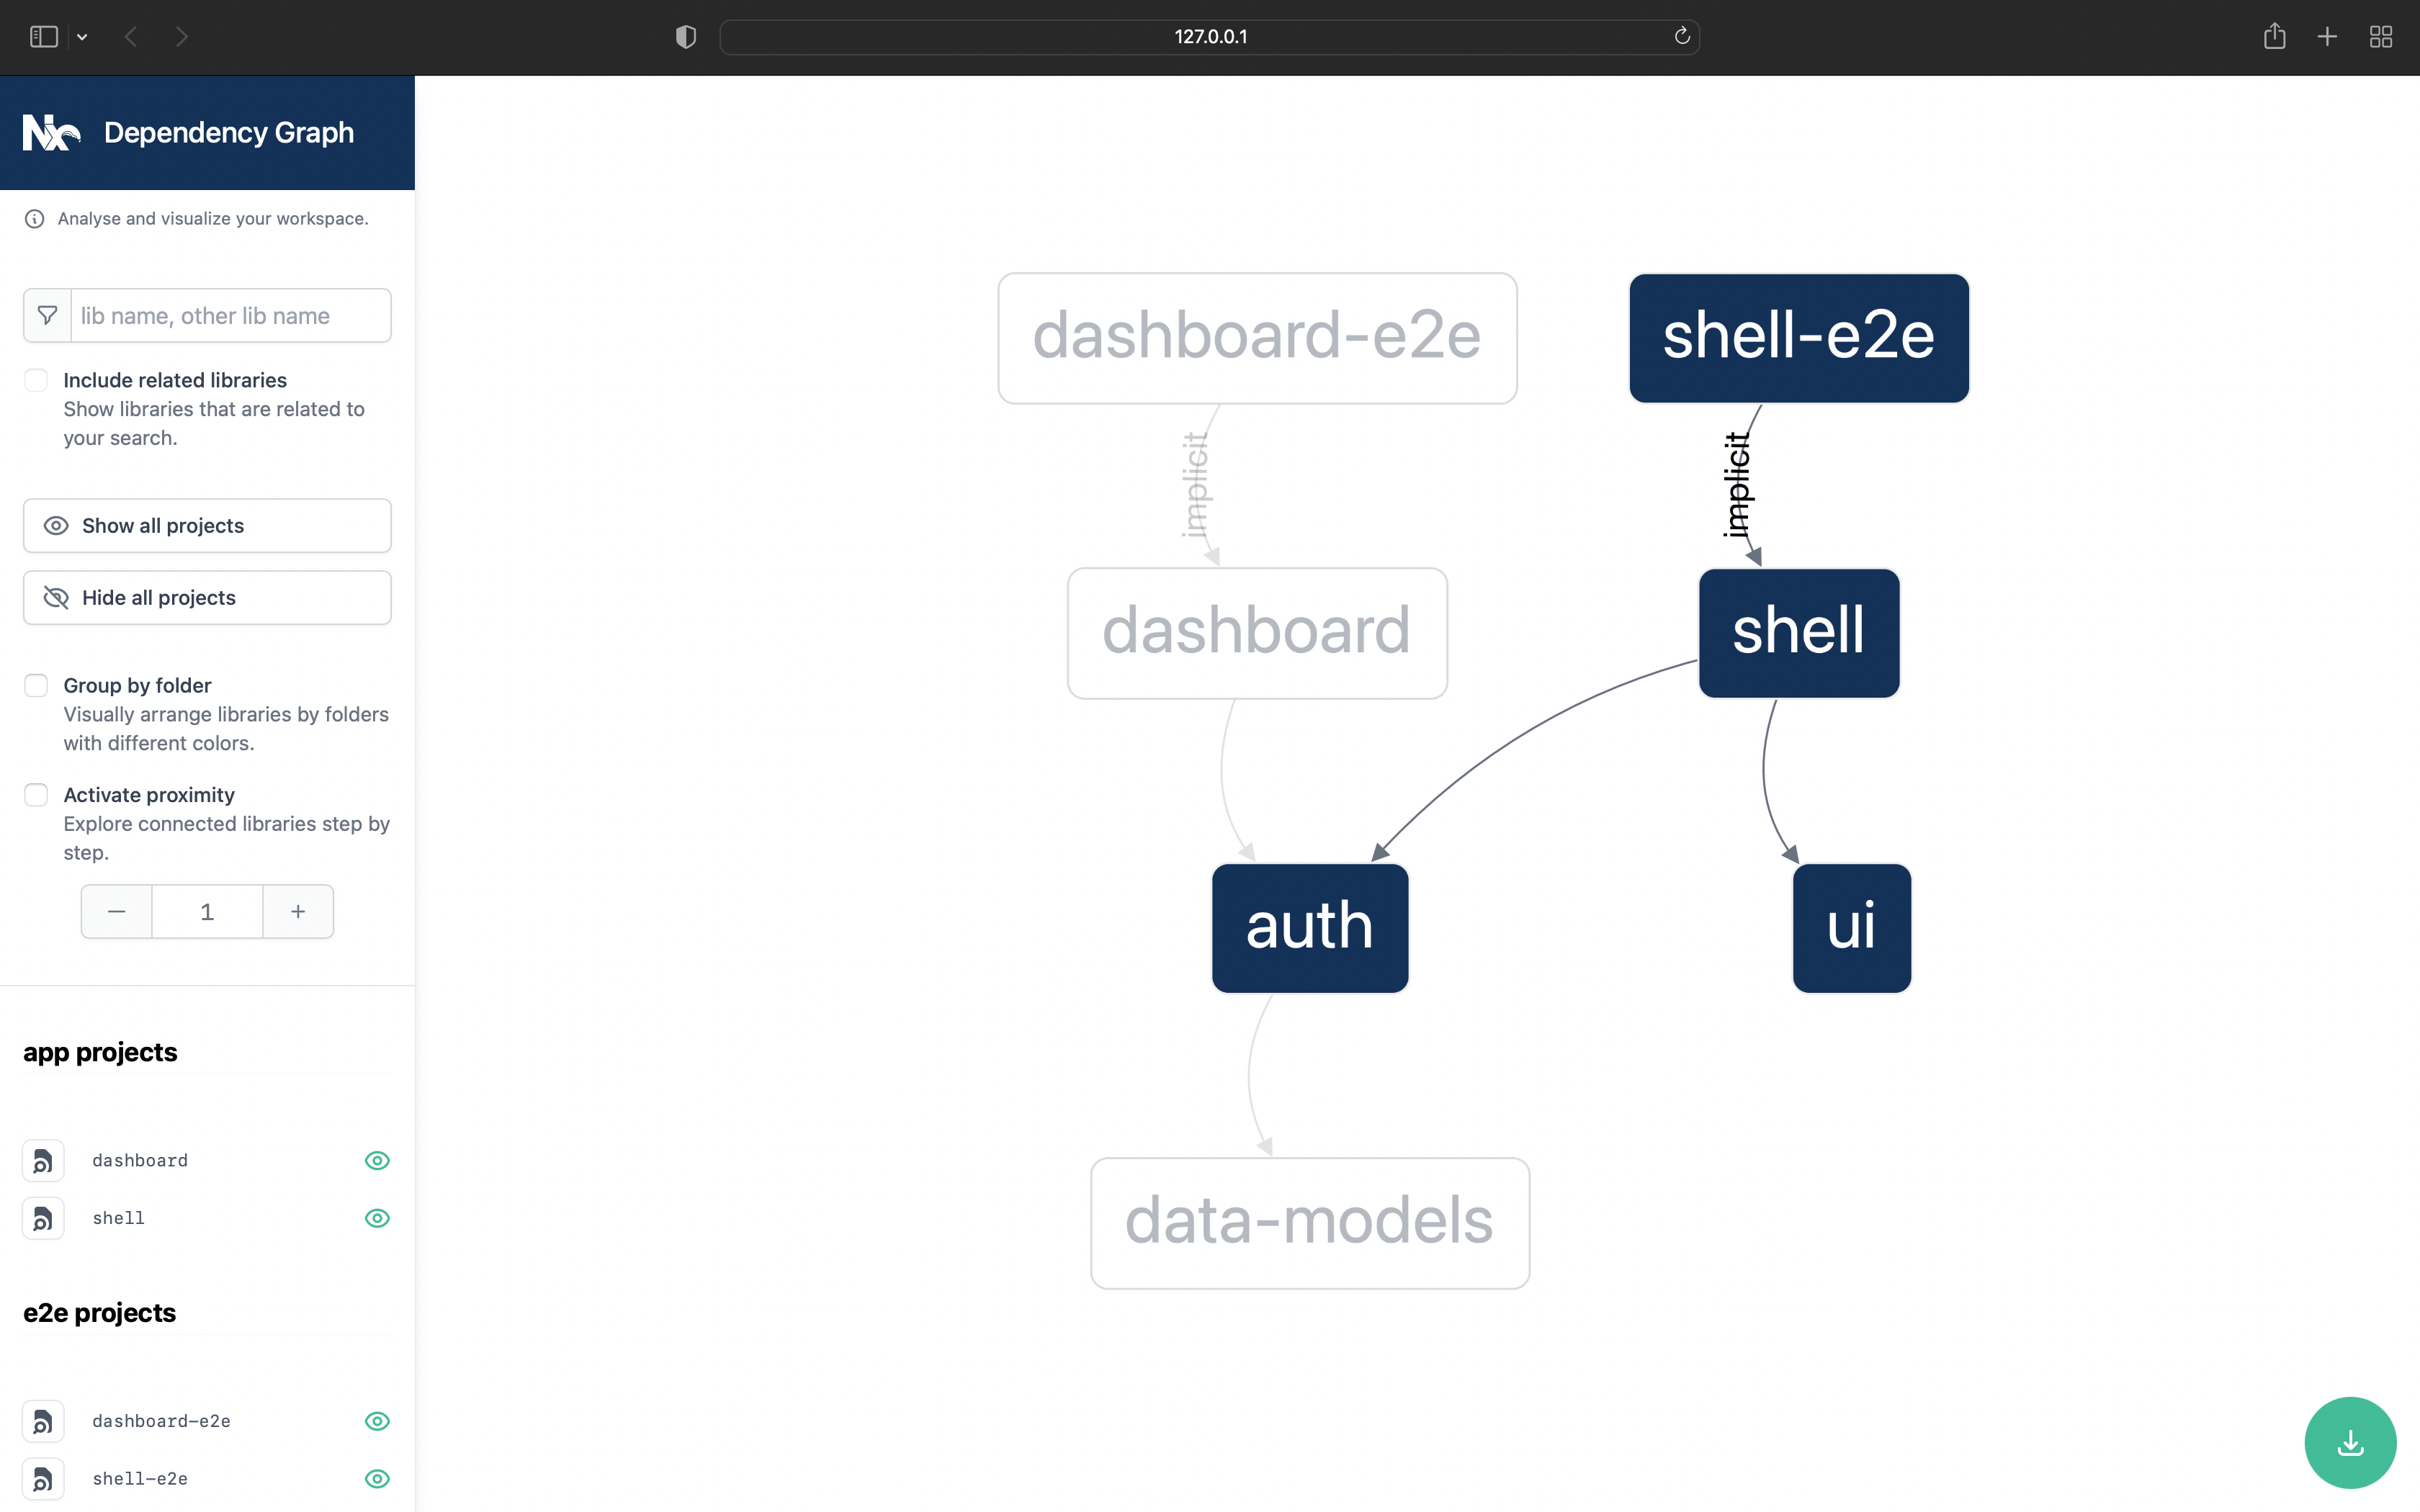 127.0.0.1
Nx Dependency Graph
Analyse and visualize your workspace.
lib name, other lib name
Include related libraries
Show libraries that are related to
your search.
Show all projects
Hide all projects
Group by folder
Visually arrange libraries by folders
with different colors.
Activate proximity
Explore connected libraries step by
step.
1
app projects
dashboard
shell
e2e projects
dashboard-e2e
shell-e2e
dashboard-e2e
shell-e2e
implicit
implicit
dashboard
shell
auth
ui
data-models